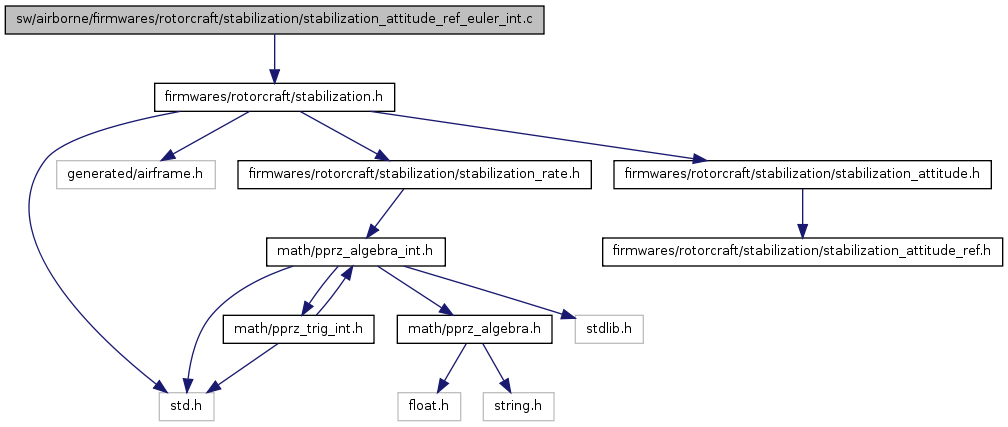 sw/airborne/firmwares/rotorcraft/stabilization/stabilization_attitude_ref_euler_int.c
firmwares/rotorcraft/stabilization.h
generated/airframe.h
firmwares/rotorcraft/stabilization/stabilization_rate.h
firmwares/rotorcraft/stabilization/stabilization_attitude.h
math/pprz_algebra_int.h
firmwares/rotorcraft/stabilization/stabilization_attitude_ref.h
math/pprz_trig_int.h
math/pprz_algebra.h
stdlib.h
std.h
float.h
string.h